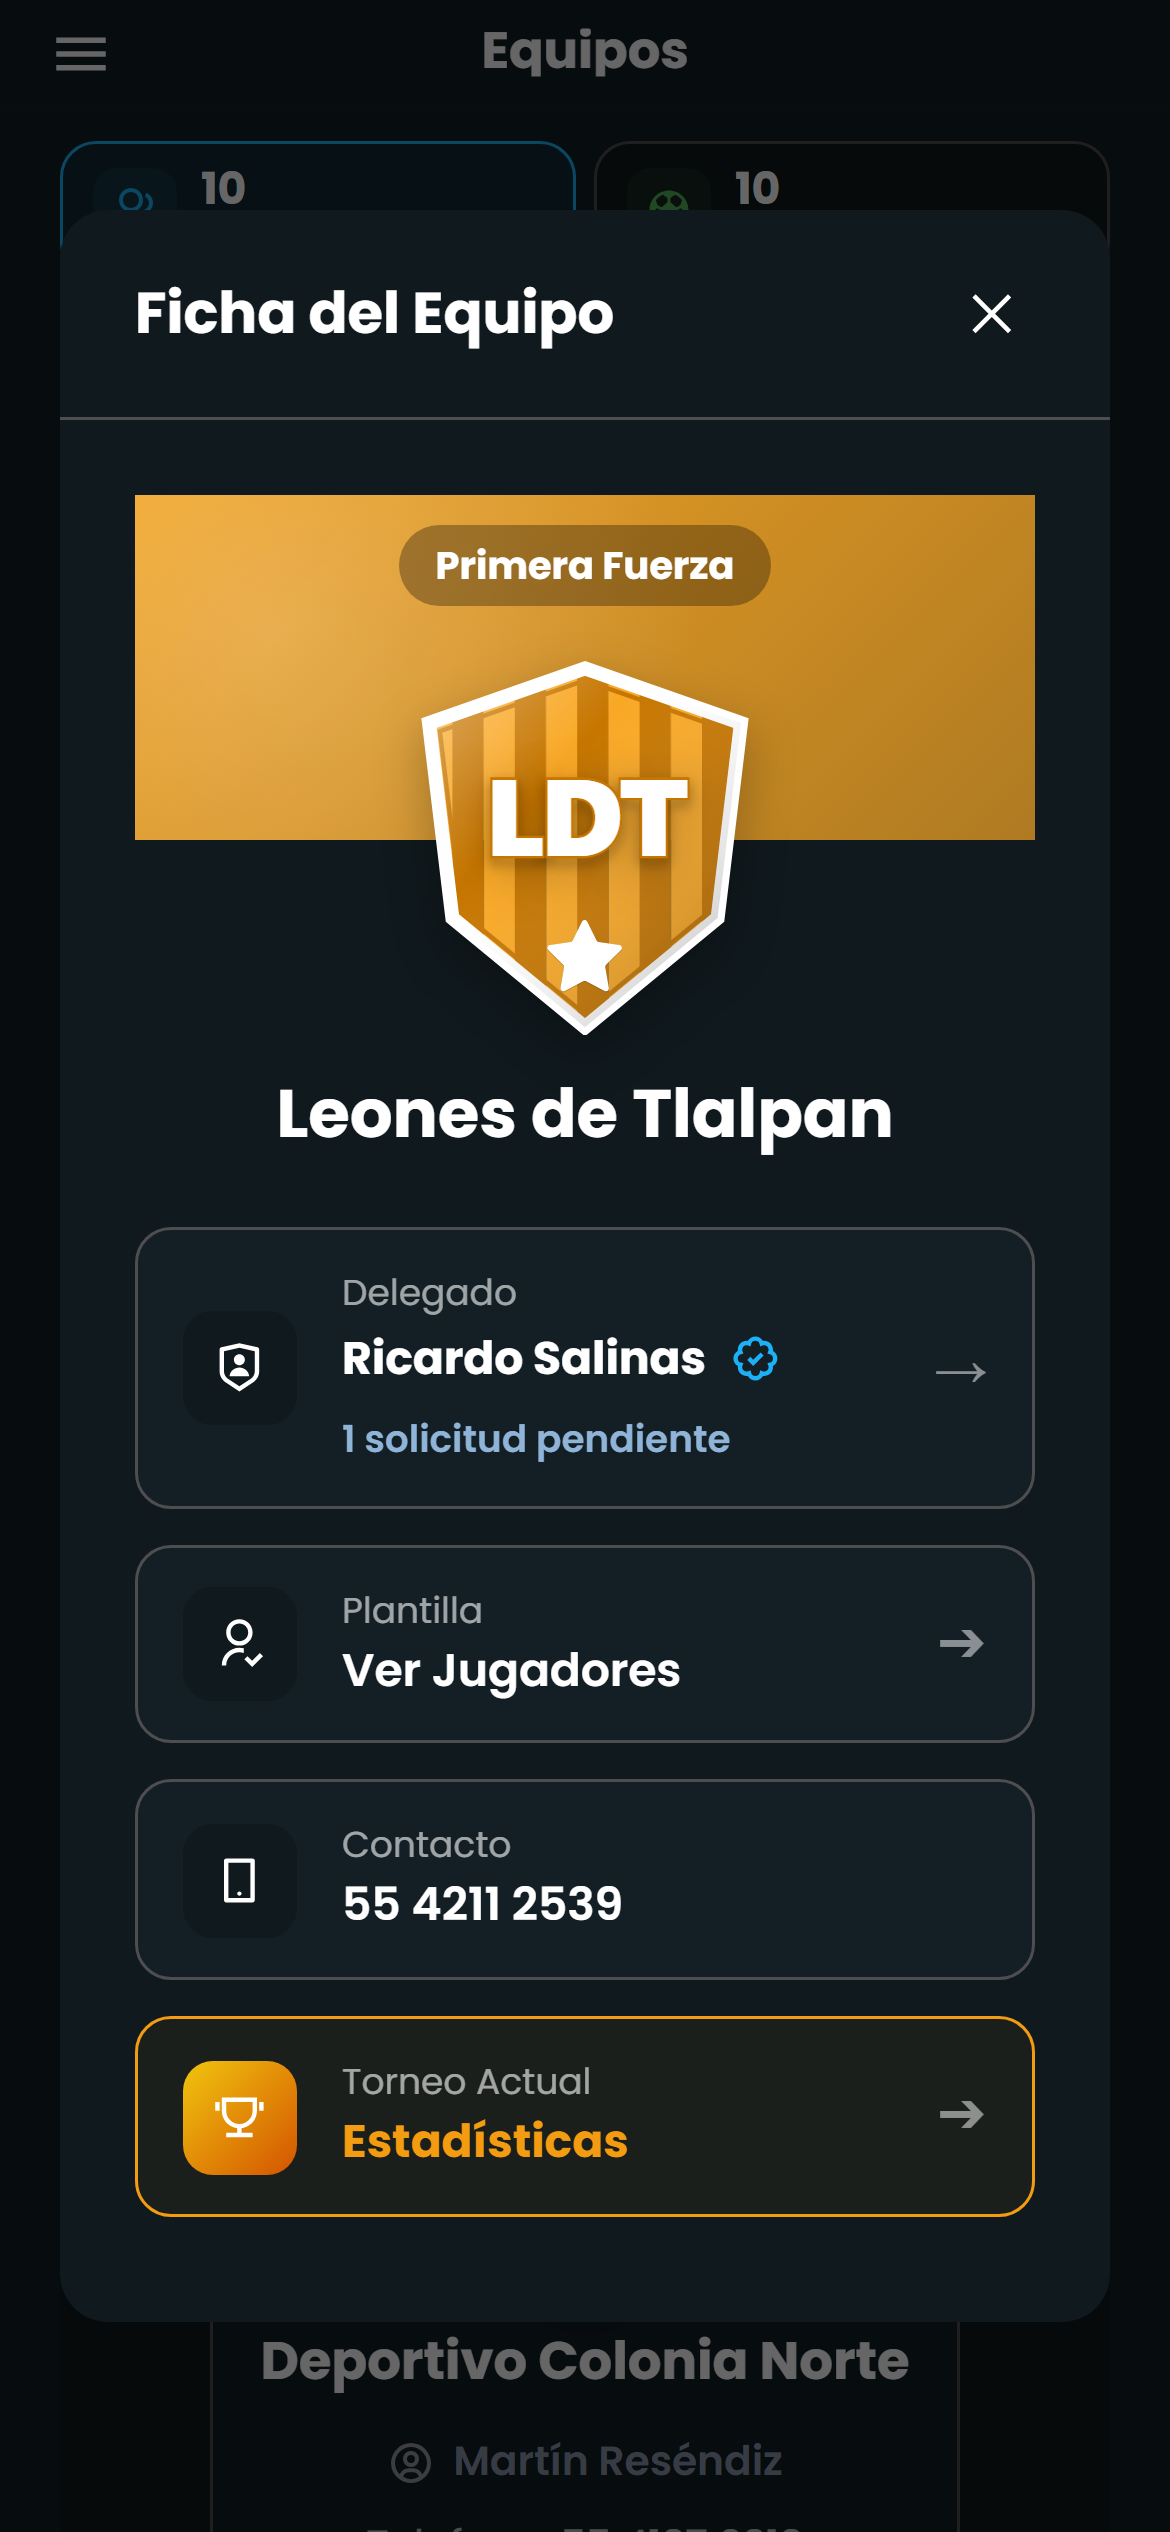 Equipos
10
10
Ficha del Equipo
Primera Fuerza
LDT
Leones de Tlalpan
Delegado
Ricardo Salinas
1 solicitud pendiente
Plantilla
Ver Jugadores
Contacto
55 4211 2539
Torneo Actual
Estadísticas
Deportivo Colonia Norte
Martín Reséndiz